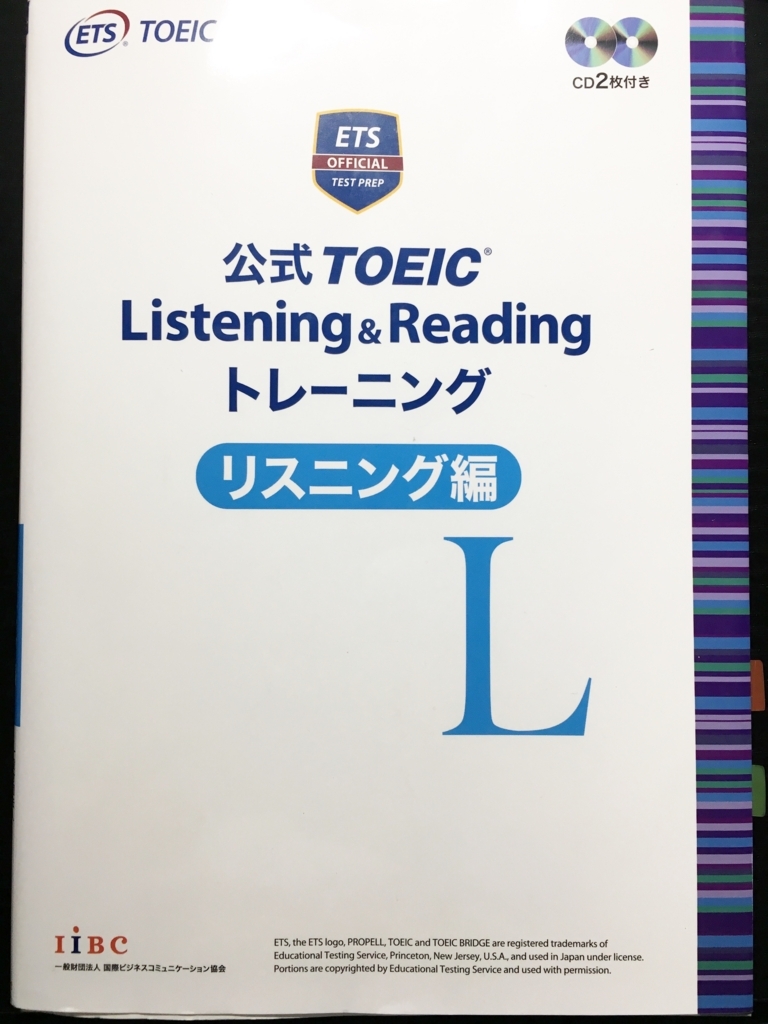 ETS® TOEIC
CD2枚付き
ETS
OFFICIAL
TEST PREP
公式 TOEIC®
Listening & Reading
トレーニング
リスニング編
L
IIBC
一般財団法人 国際ビジネスコミュニケーション協会
ETS, the ETS logo, PROPELL, TOEIC and TOEIC BRIDGE are registered trademarks of
Educational Testing Service, Princeton, New Jersey, U.S.A., and used in Japan under license.
Portions are copyrighted by Educational Testing Service and used with permission.